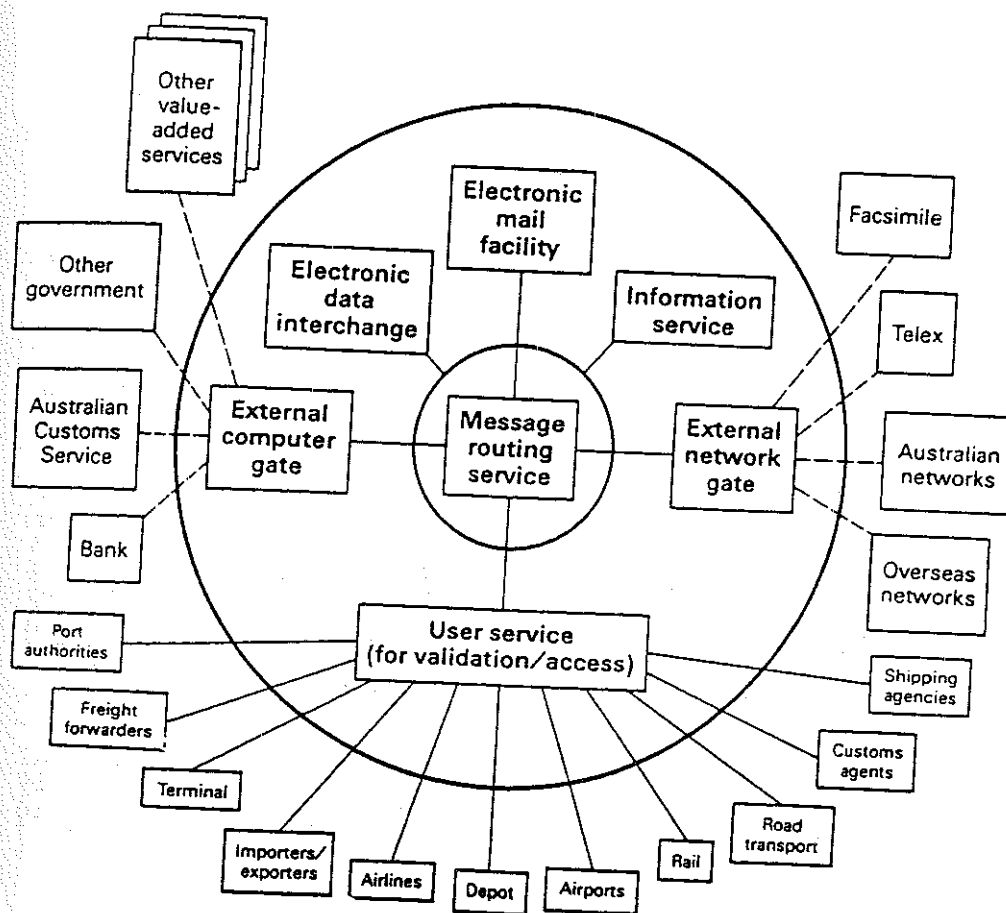 Other
value-
added
services
Electronic
mail
facility
Facsimile
Other
government
Electronic
data
interchange
Information
service
Telex
Australian
Customs
Service
External
computer
gate
Message
routing
service
External
network
gate
Australian
networks
Bank
Overseas
networks
User service
(for validation/access)
Port
authorities
Shipping
agencies
Freight
forwarders
Customs
agents
Terminal
Road
transport
Importers/
exporters
Airlines
Depot
Airports
Rail